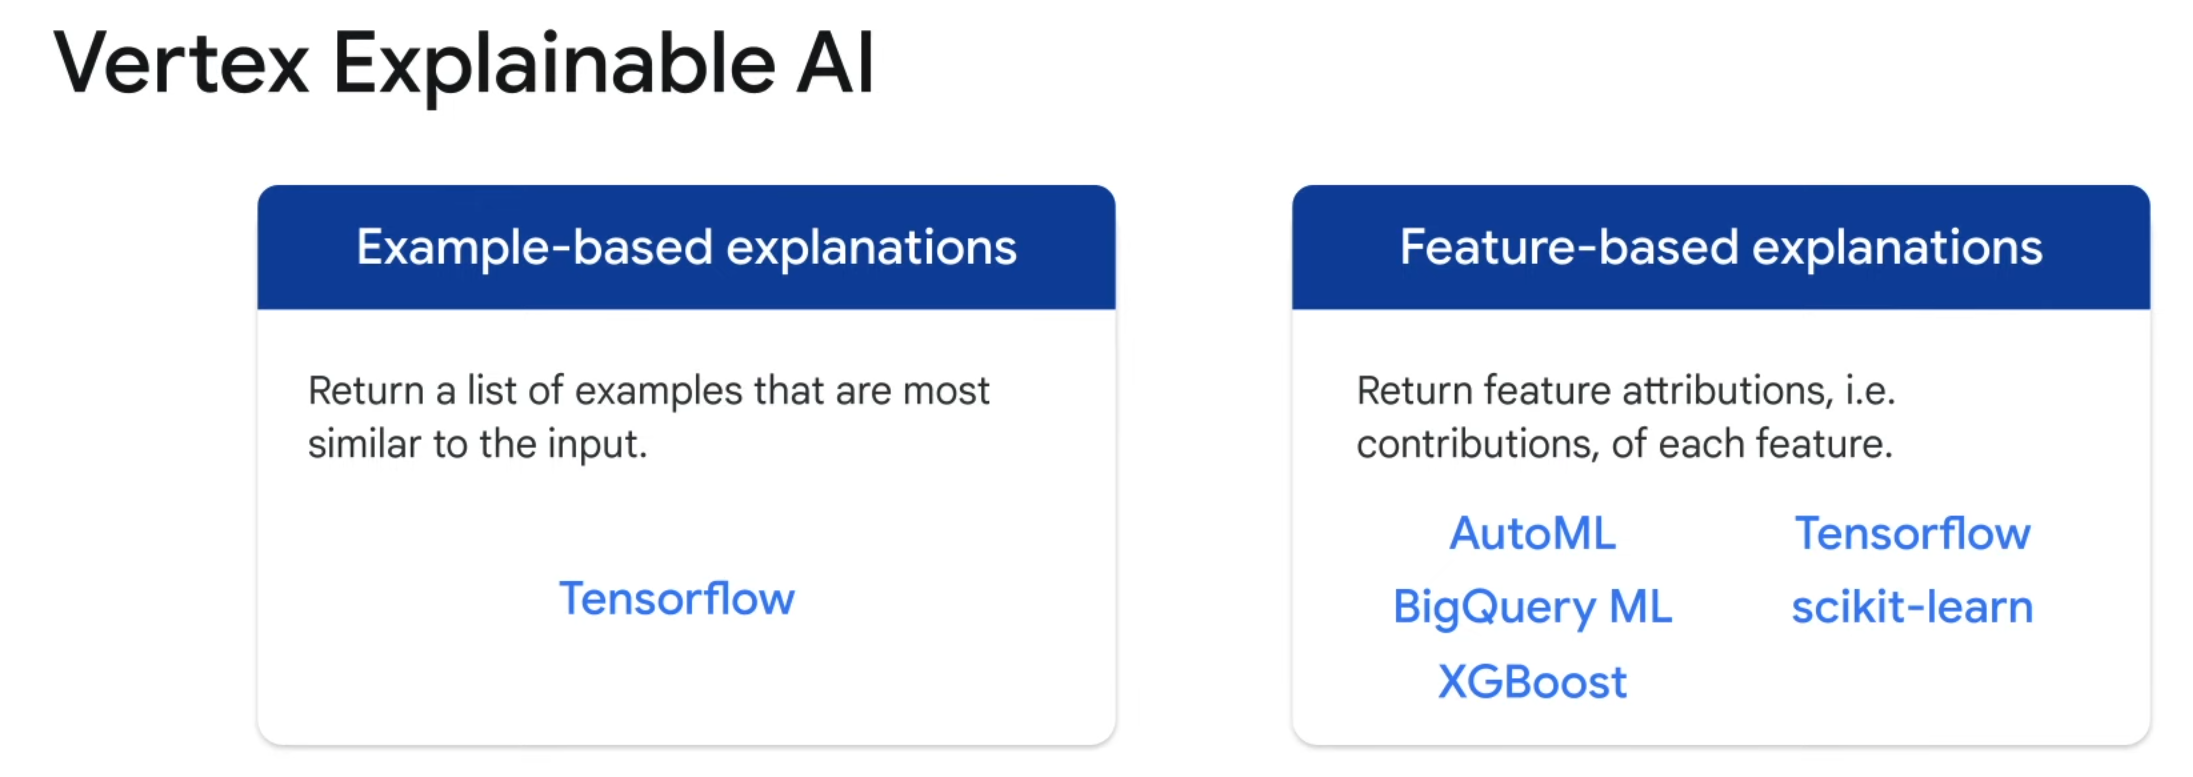 Vertex Explainable AI
Example-based explanations
Return a list of examples that are most
similar to the input.
Tensorflow
Feature-based explanations
Return feature attributions, i.e.
contributions, of each feature.
AutoML
Tensorflow
BigQuery ML
scikit-learn
XGBoost